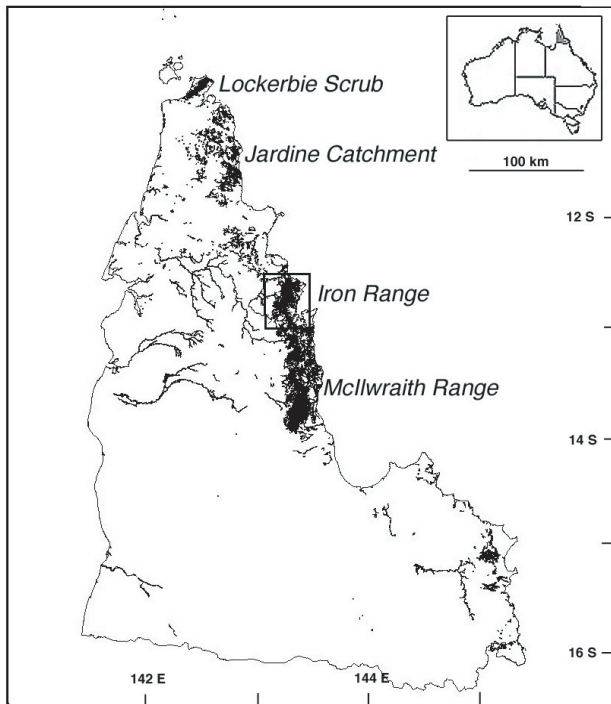 Lockerbie Scrub
Jardine Catchment
100 km
12 S
Iron Range
McIlwraith Range
14 S
16 S
142 E
144 E